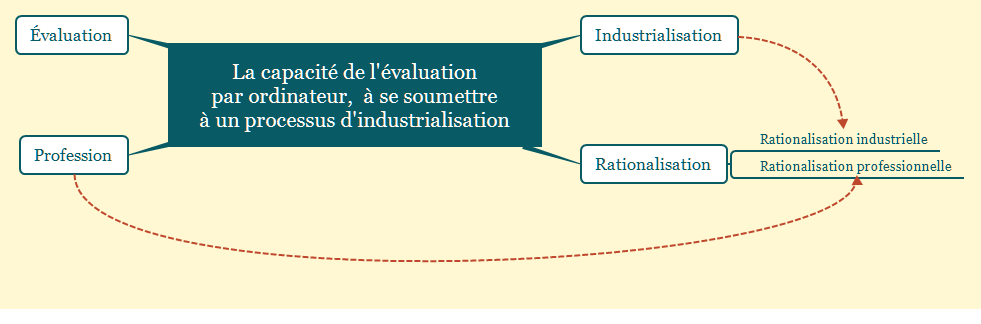 Évaluation
Industrialisation
La capacité de l'évaluation
par ordinateur, à se soumettre
à un processus d'industrialisation
Rationalisation industrielle
Profession
Rationalisation
Rationalisation professionnelle